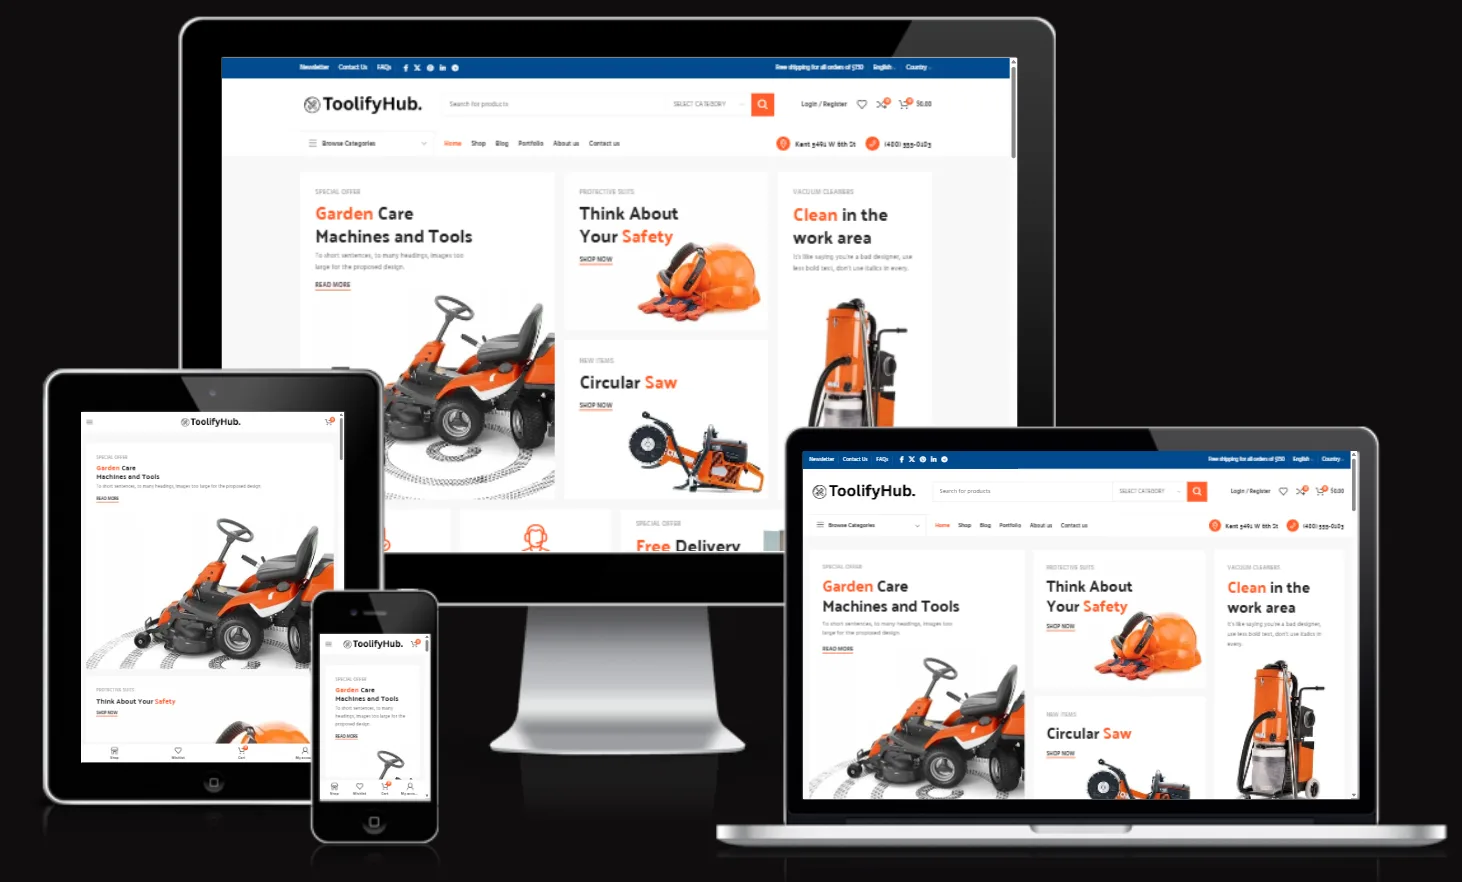 Newsletter Contact Us FAQs
Free shipping for all orders of $150 English Country
ToolifyHub.
Search for products SELECT CATEGORY
Login / Register 0 0 $0.00
Browse Categories Home Shop Blog Portfolio About us Contact us
Kent 5491 W 6th St (400) 555-0103
SPECIAL OFFER
Garden Care
Machines and Tools
To short sentences, to many headings, images too
large for the proposed design.
READ MORE
PROTECTIVE SUITS
Think About
Your Safety
SHOP NOW
VACUUM CLEANERS
Clean in the
work area
It's like saying you're a bad designer, use
less bold text, don't use italics in every.
NEW ITEMS
Circular Saw
SHOP NOW
SPECIAL OFFER
Free Delivery
ToolifyHub.
SPECIAL OFFER
Garden Care
Machines and Tools
To short sentences, to many headings, images too large for the proposed design.
READ MORE
PROTECTIVE SUITS
Think About Your Safety
SHOP NOW
Shop Wishlist Cart
ToolifyHub.
SPECIAL OFFER
Garden Care
Machines and Tools
To short sentences, to many
headings, images too large for the
proposed design.
READ MORE
Shop Wishlist Cart My acco...
Newsletter Contact Us FAQs
Free shipping for all orders of $150 English Country
ToolifyHub.
Search for products SELECT CATEGORY
Login / Register 0 0 $0.00
Browse Categories Home Shop Blog Portfolio About us Contact us
Kent 5491 W 6th St (400) 555-0103
SPECIAL OFFER
Garden Care
Machines and Tools
To short sentences, to many headings, images too
large for the proposed design.
READ MORE
PROTECTIVE SUITS
Think About
Your Safety
SHOP NOW
VACUUM CLEANERS
Clean in the
work area
It's like saying you're a bad designer,
use less bold text, don't use italics in
every.
NEW ITEMS
Circular Saw
SHOP NOW